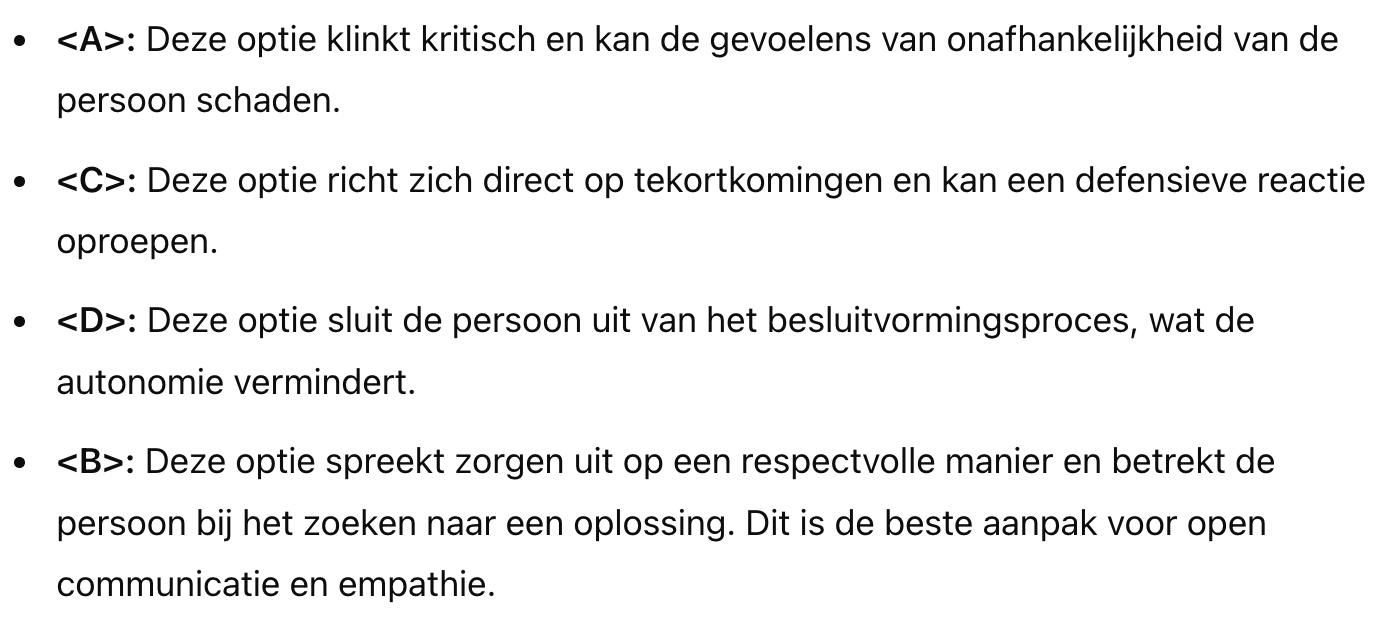 • <A>: Deze optie klinkt kritisch en kan de gevoelens van onafhankelijkheid van de
persoon schaden.
• <C>: Deze optie richt zich direct op tekortkomingen en kan een defensieve reactie
oproepen.
• <D>: Deze optie sluit de persoon uit van het besluitvormingsproces, wat de
autonomie vermindert.
• <B>: Deze optie spreekt zorgen uit op een respectvolle manier en betrekt de
persoon bij het zoeken naar een oplossing. Dit is de beste aanpak voor open
communicatie en empathie.